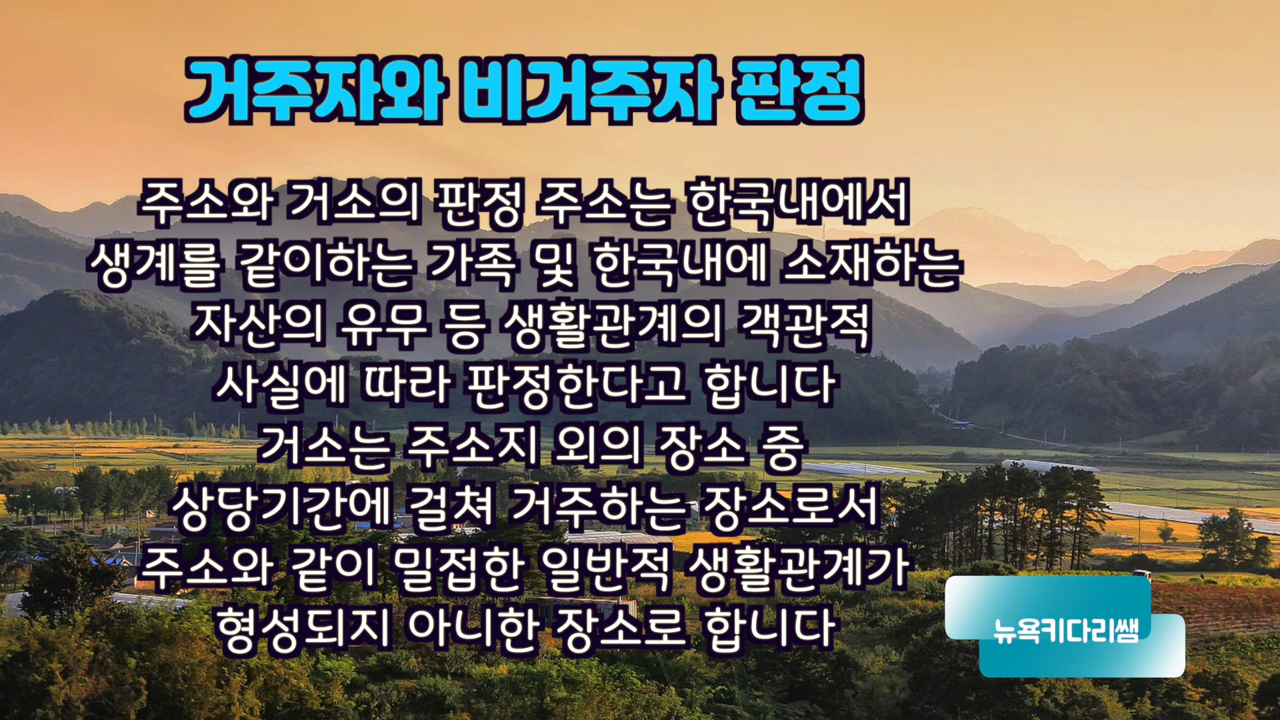 거주자와 비거주자 판정
주소와 거소의 판정 주소는 한국내에서
생계를 같이하는 가족 및 한국내에 소재하는
자산의 유무 등 생활관계의 객관적
사실에 따라 판정한다고 합니다
거소는 주소지 외의 장소 중
상당기간에 걸쳐 거주하는 장소로서
주소와 같이 밀접한 일반적 생활관계가
형성되지 아니한 장소로 합니다
뉴욕키다리쌤